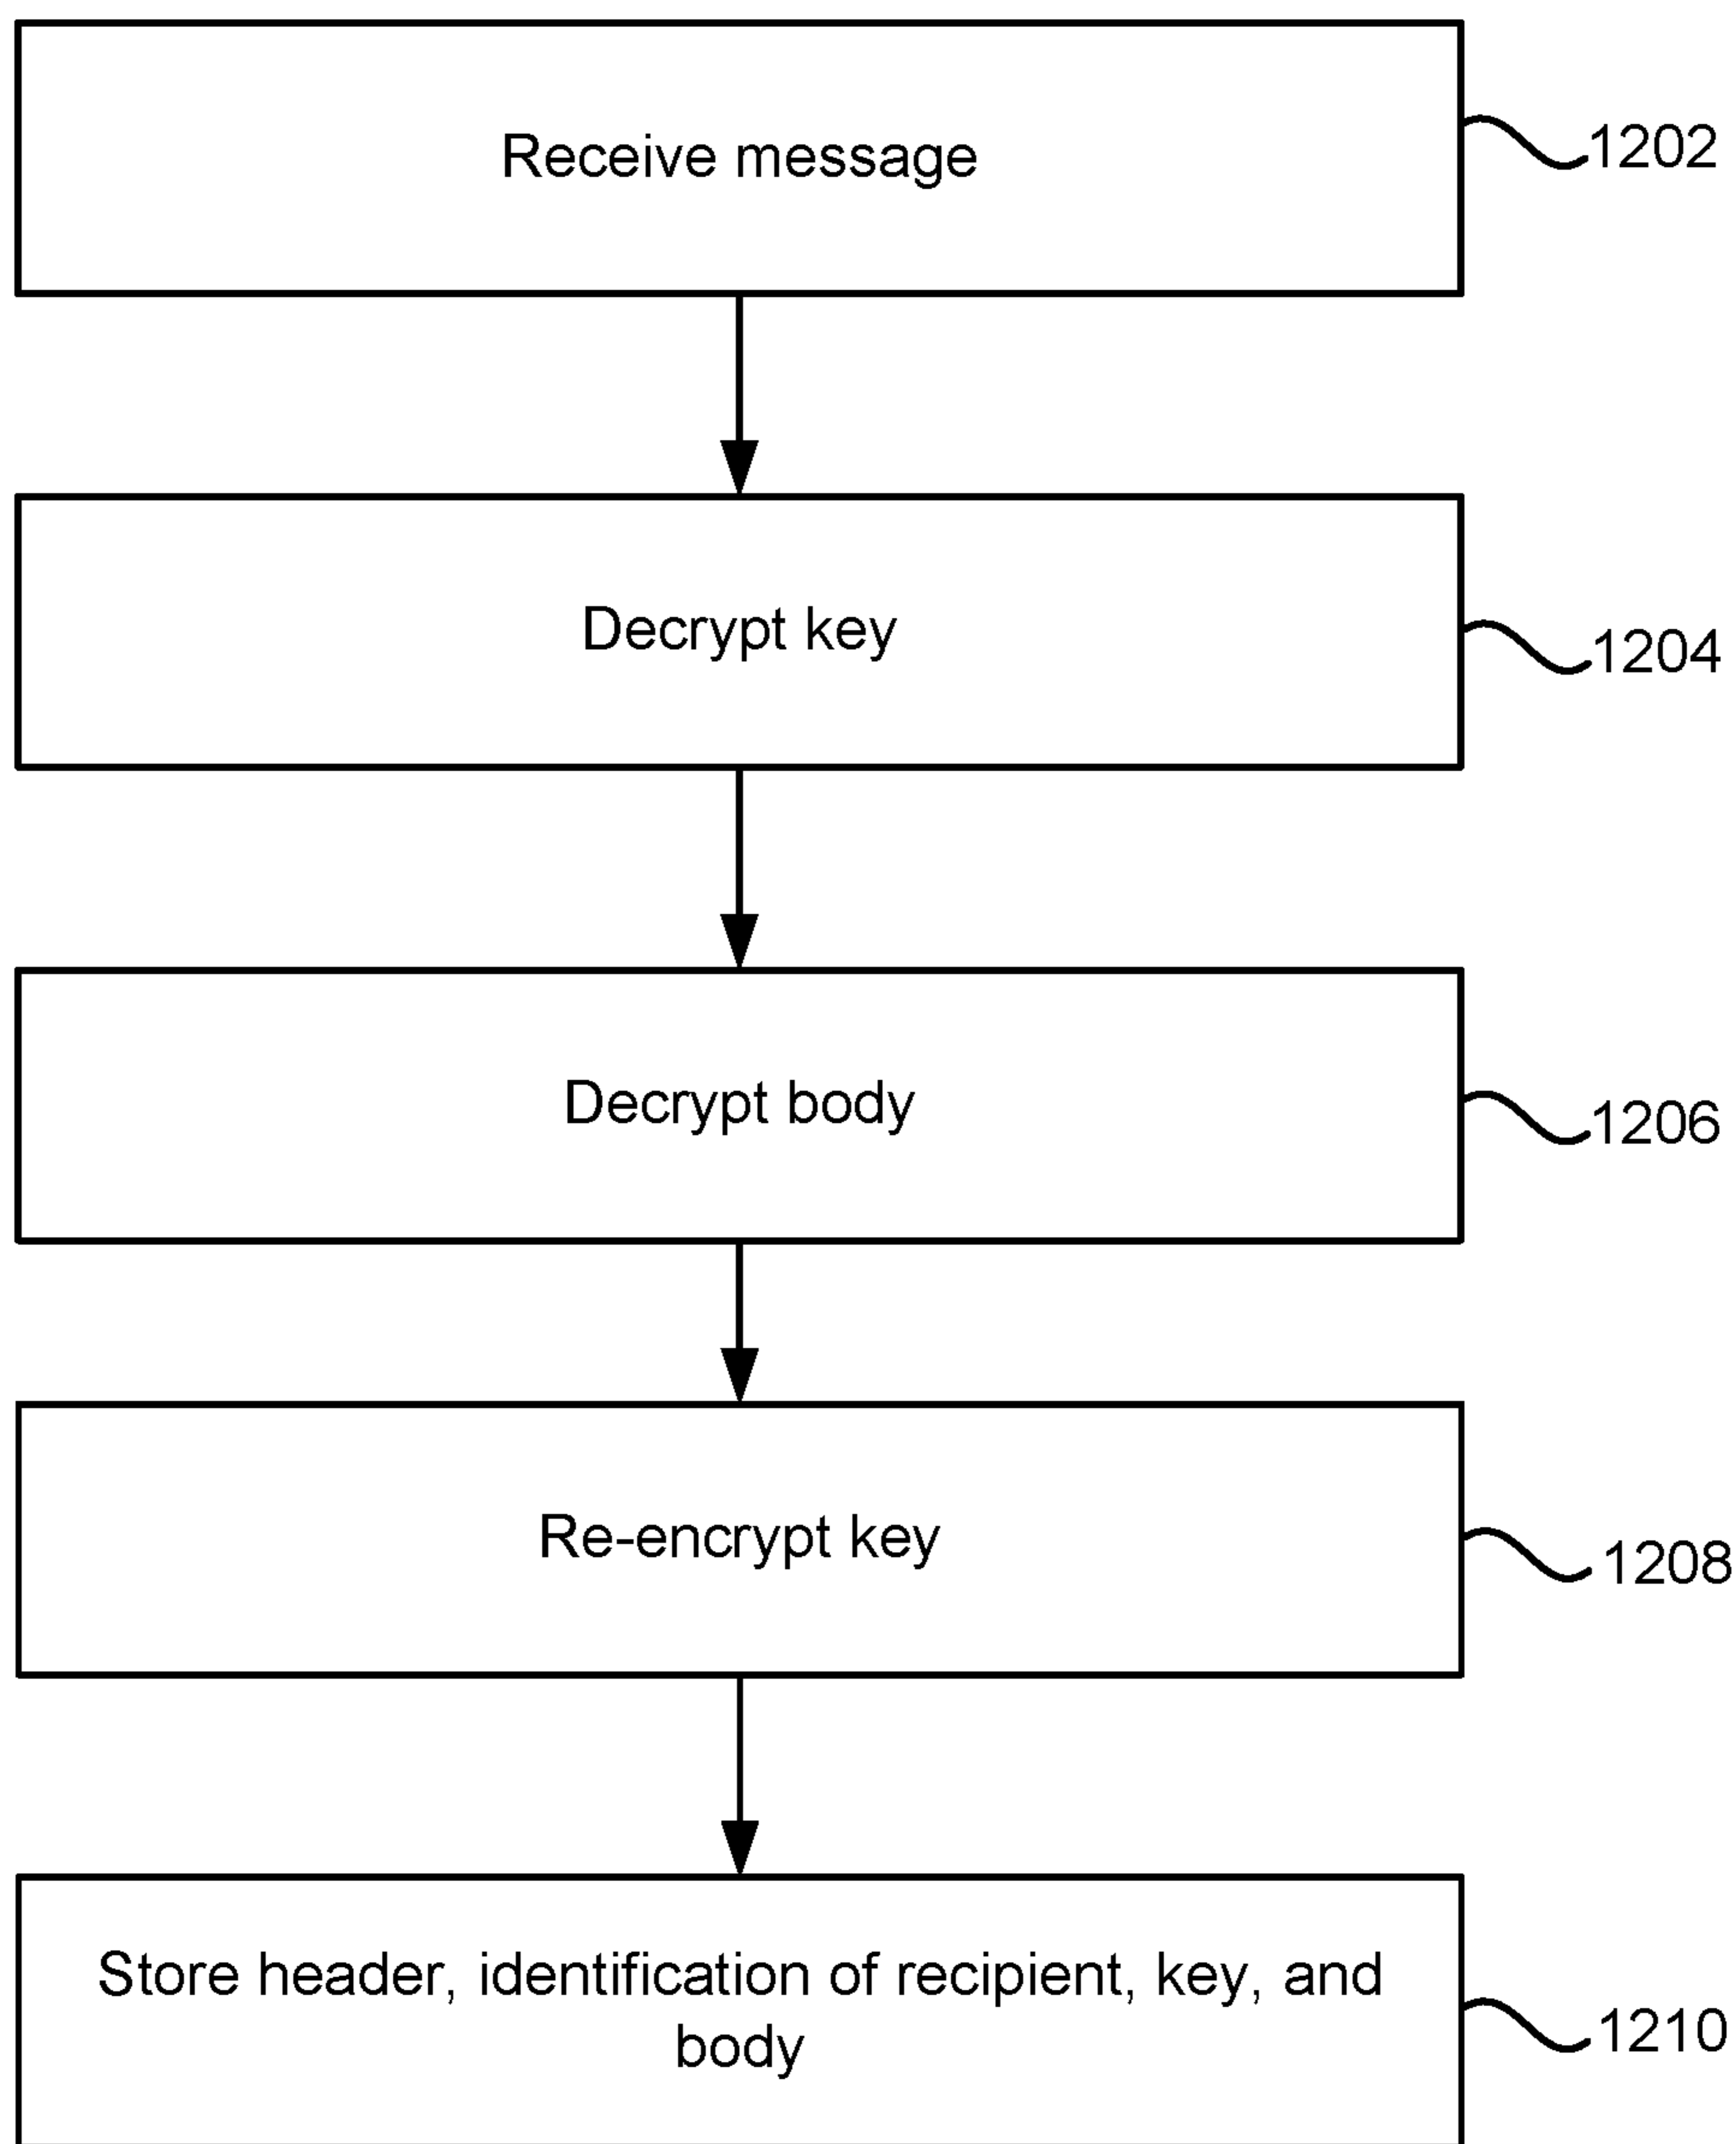 Receive message
1202
Decrypt key
1204
Decrypt body
1206
Re-encrypt key
1208
Store header, identification of recipient, key, and
body
1210